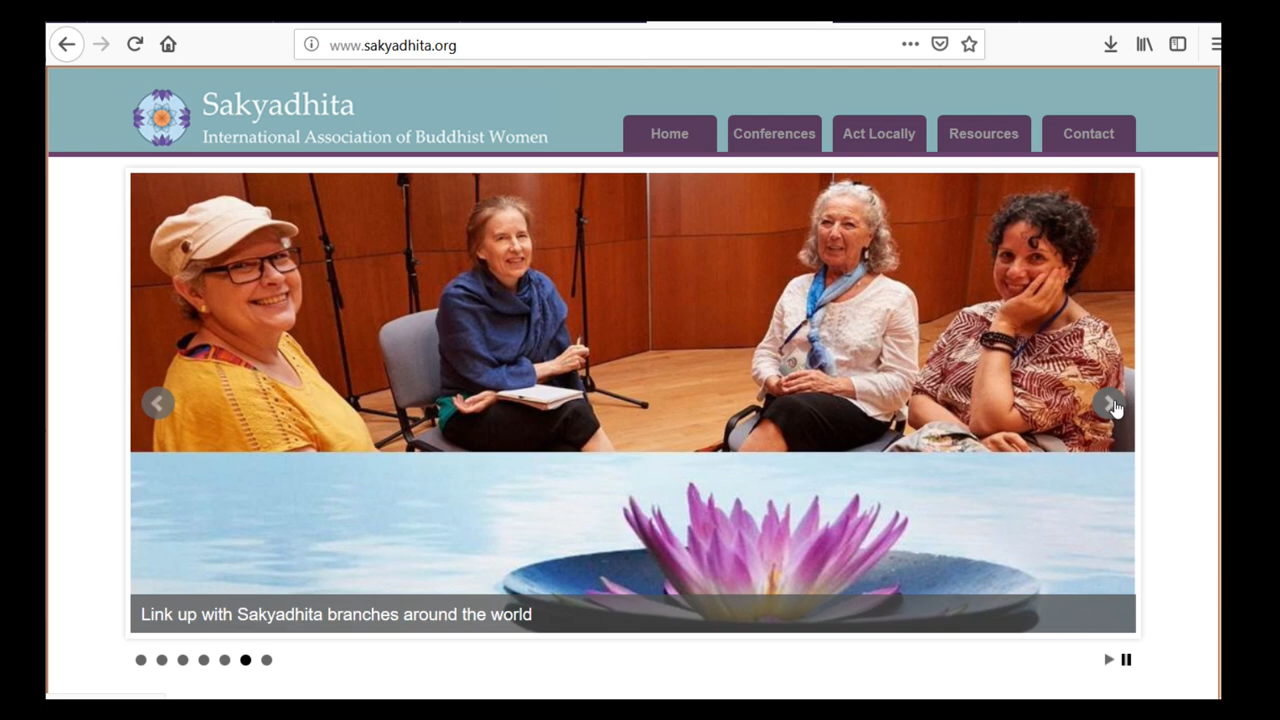 www.sakyadhita.org
Sakyadhita
International Association of Buddhist Women
Home
Conferences
Act Locally
Resources
Contact
Link up with Sakyadhita branches around the world